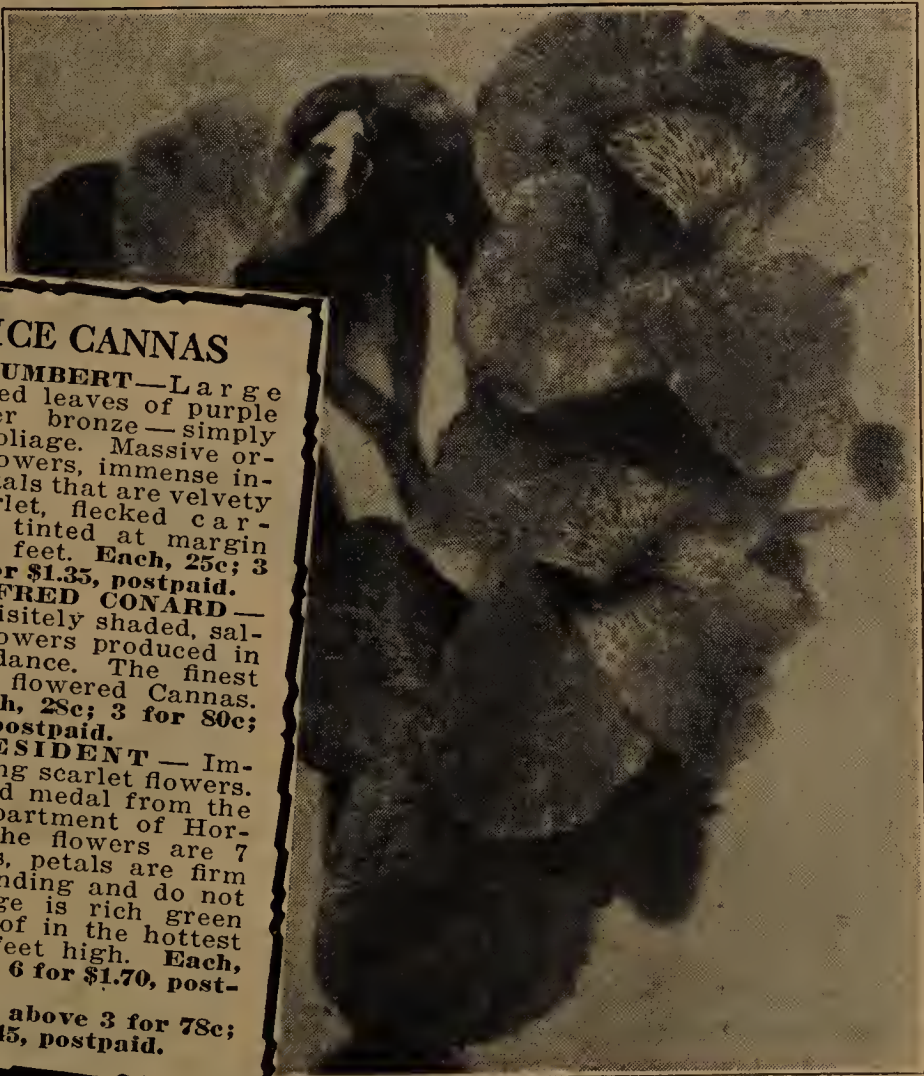 ICE CANNAS
UMBERT—Large
ed leaves of purple
er bronze—simply
oliage. Massive or-
owers, immense in-
als that are velvety
rlet, flecked car-
tinted at margin
feet. Each, 25c; 3
or $1.35, postpaid.
FRED CONARD—
isitely shaded, sal-
owers produced in
dance. The finest
flowered Cannas.
h, 28c; 3 for 80c;
postpaid.
ESIDENT—Im-
ng scarlet flowers.
d medal from the
partment of Hor-
he flowers are 7
s, petals are firm
nding and do not
ge is rich green
of in the hottest
feet high. Each,
6 for $1.70, post-
above 3 for 78c;
45, postpaid.